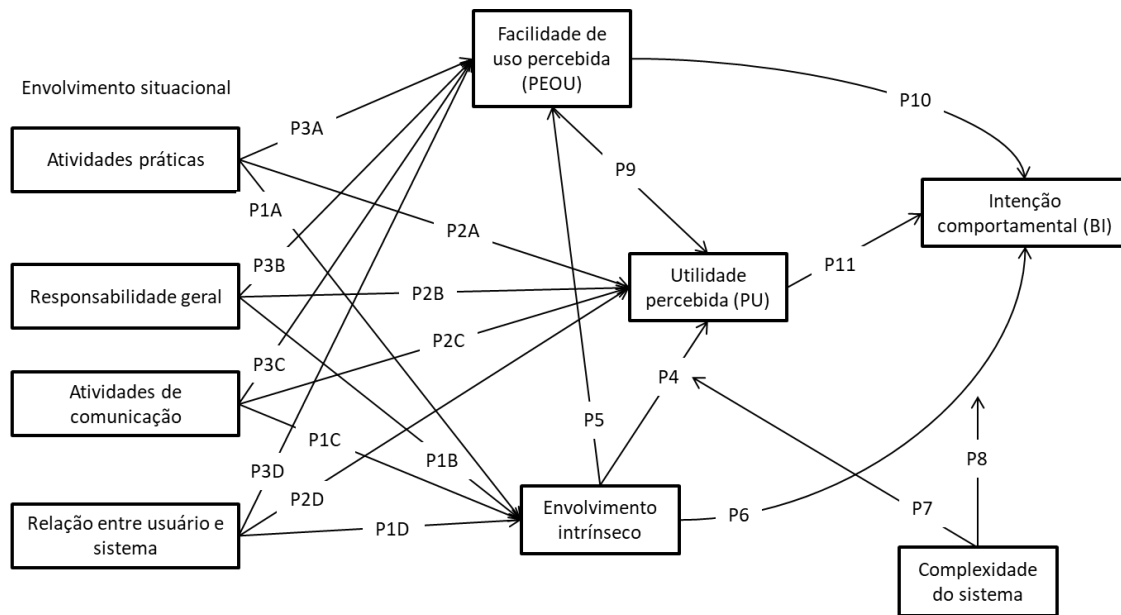 Facilidade de
uso percebida
(PEOU)
Envolvimento situacional
P10
P3A
Atividades práticas
P9
P1A
Intenção
comportamental (BI)
P2A
P3B
Utilidade
percebida (PU)
P11
Responsabilidade geral
P2B
P2C
P3C
P4
Atividades de
comunicação
P5
P1C
P1B
P8
P3D
P2D
Envolvimento
intrínseco
P7
Relação entre usuário e
sistema
P1D
P6
Complexidade
do sistema